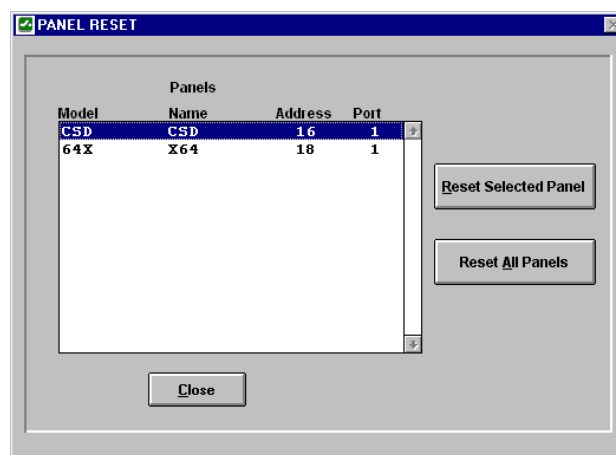 PANEL RESET
Panels
Model Name Address Port
CSD CSD 16 1
64X X64 18 1
Reset Selected Panel
Reset All Panels
Close